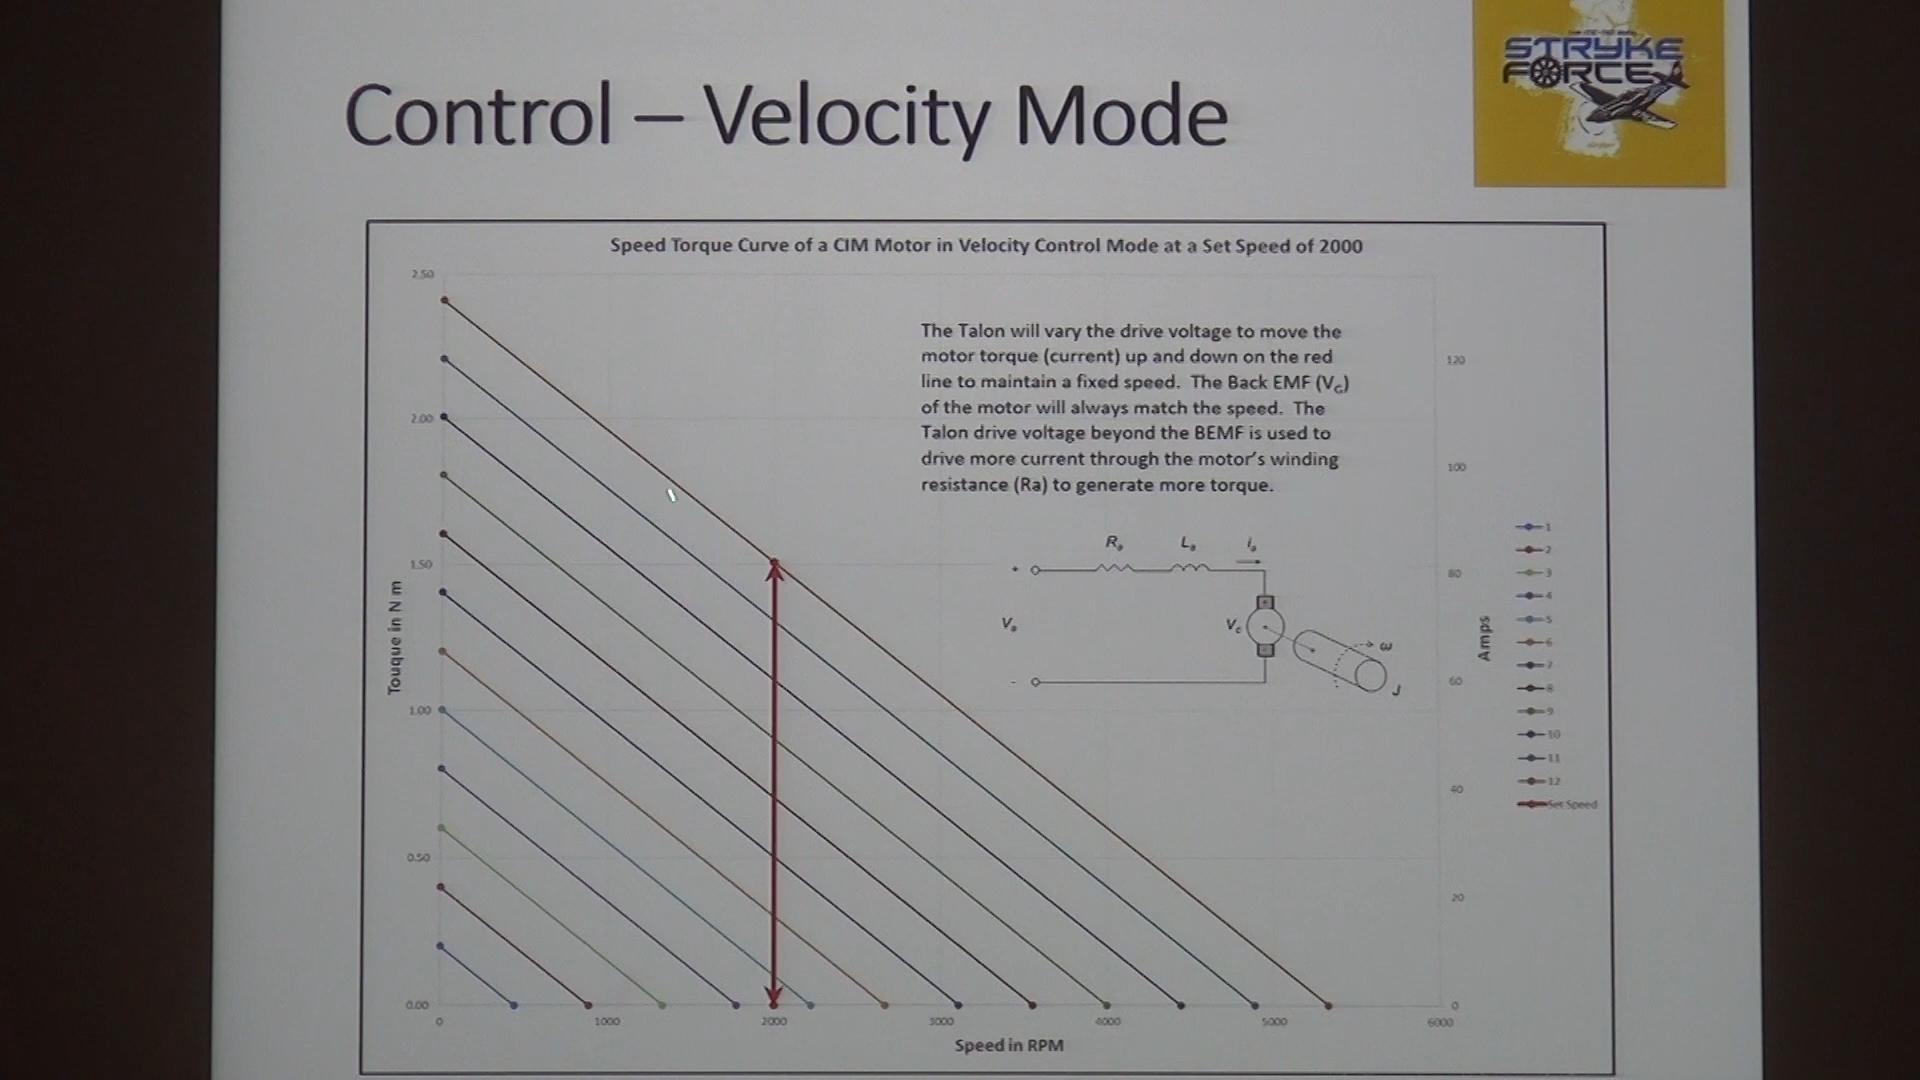 STRYKE
FORCE
Control – Velocity Mode
Speed Torque Curve of a CIM Motor in Velocity Control Mode at a Set Speed of 2000
The Talon will vary the drive voltage to move the
motor torque (current) up and down on the red
line to maintain a fixed speed. The Back EMF (Vc)
of the motor will always match the speed. The
Talon drive voltage beyond the BEMF is used to
drive more current through the motor's winding
resistance (Ra) to generate more torque.
Touque in N m
2.50
2.00
1.50
1.00
0.50
0.00
0
1000
2000
3000
4000
5000
6000
Speed in RPM
120
100
80
60
40
20
0
Amps
Ra
La
ia
+
Va
-
Vc
ω
J
1
2
3
4
5
6
7
8
9
10
11
12
Set Speed